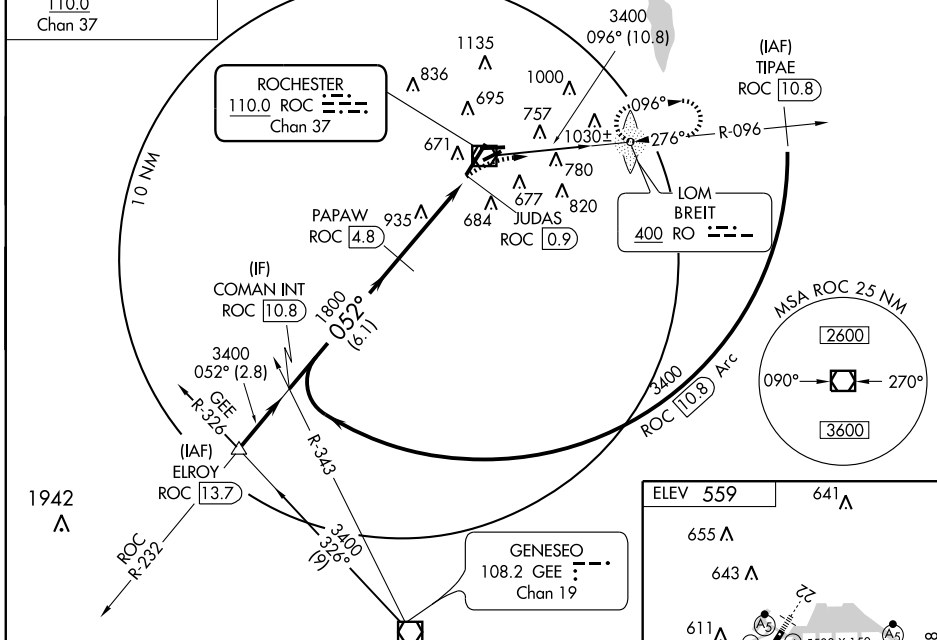 110.0
Chan 37
3400
096° (10.8)
(IAF)
TIPAE
ROC 10.8
1135
836
1000
ROCHESTER
110.0 ROC
Chan 37
695
757
096°
1030±
276°
R-096
671
780
10 NM
677
820
684
LOM
BREIT
400 RO
PAPAW
ROC 4.8
935
JUDAS
ROC 0.9
(IF)
COMAN INT
ROC 10.8
1800
052°
(6.1)
MSA ROC 25 NM
2600
090°
270°
3600
3400
052° (2.8)
3400
ROC 10.8 Arc
GEE
R-326
R-343
(IAF)
ELROY
ROC 13.7
1942
ROC
R-232
3400
326°
(9)
GENESEO
108.2 GEE
Chan 19
ELEV 559
641
655
643
22
611
A5
A5